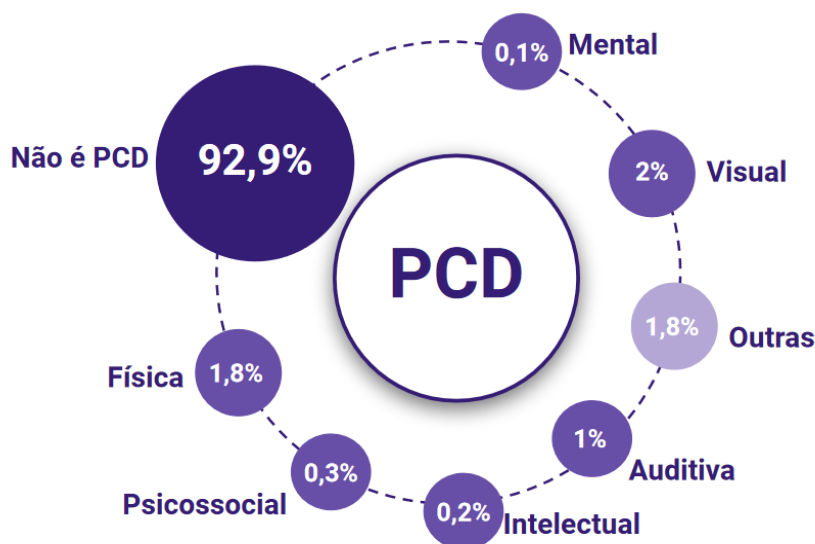 0,1% Mental
Não é PCD 92,9%
2% Visual
PCD
1,8% Outras
Física 1,8%
1% Auditiva
Psicossocial 0,3%
0,2% Intelectual